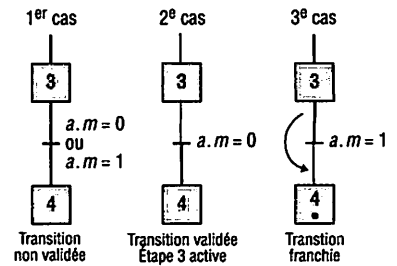 1er cas
2e cas
3e cas
3
3
3
a.m = 0
ou
a.m = 1
a.m = 0
a.m = 1
4
4
4
Transition
non validée
Transition validée
Étape 3 active
Transtion
franchie